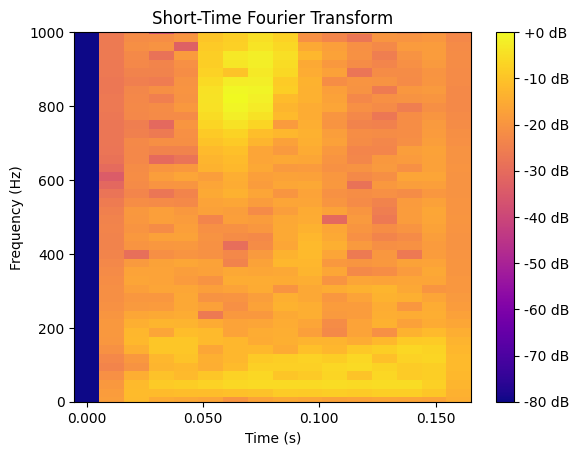 Short-Time Fourier Transform
1000
800
600
400
200
0
Frequency (Hz)
0.000
0.050
0.100
0.150
Time (s)
+0 dB
-10 dB
-20 dB
-30 dB
-40 dB
-50 dB
-60 dB
-70 dB
-80 dB